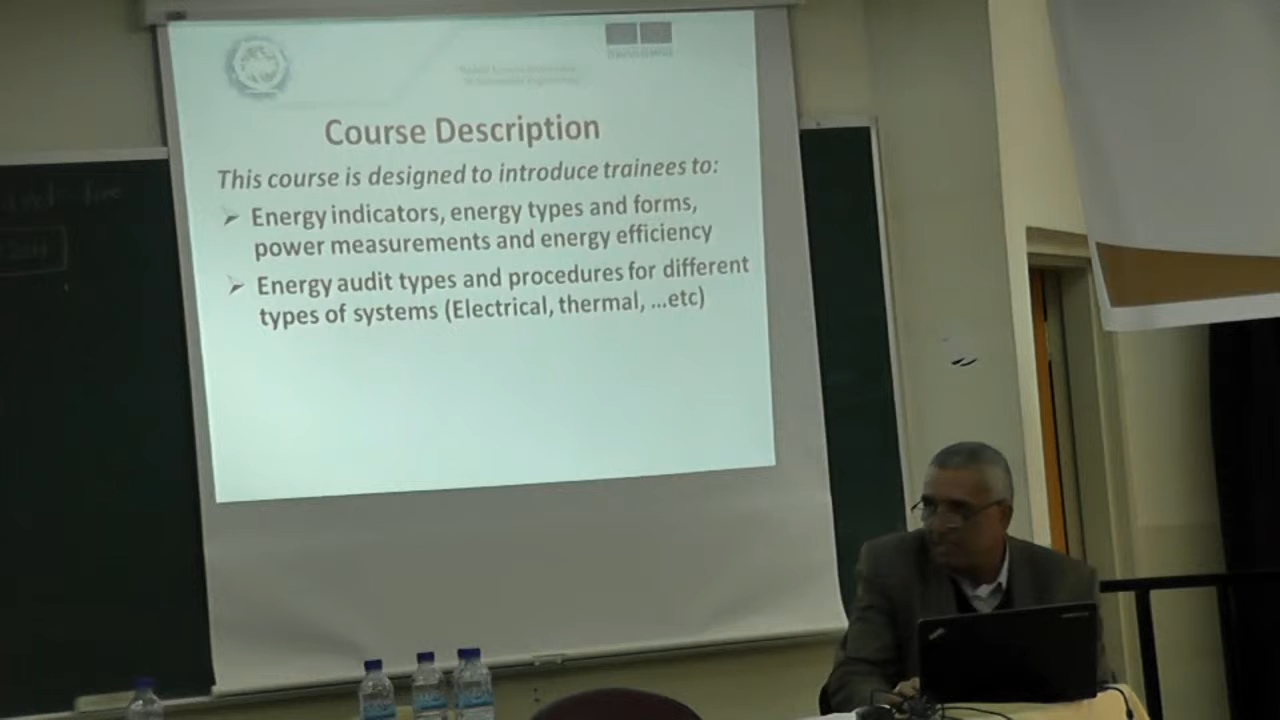 Course Description
This course is designed to introduce trainees to:
Energy indicators, energy types and forms,
power measurements and energy efficiency
Energy audit types and procedures for different
types of systems (Electrical, thermal, ...etc)